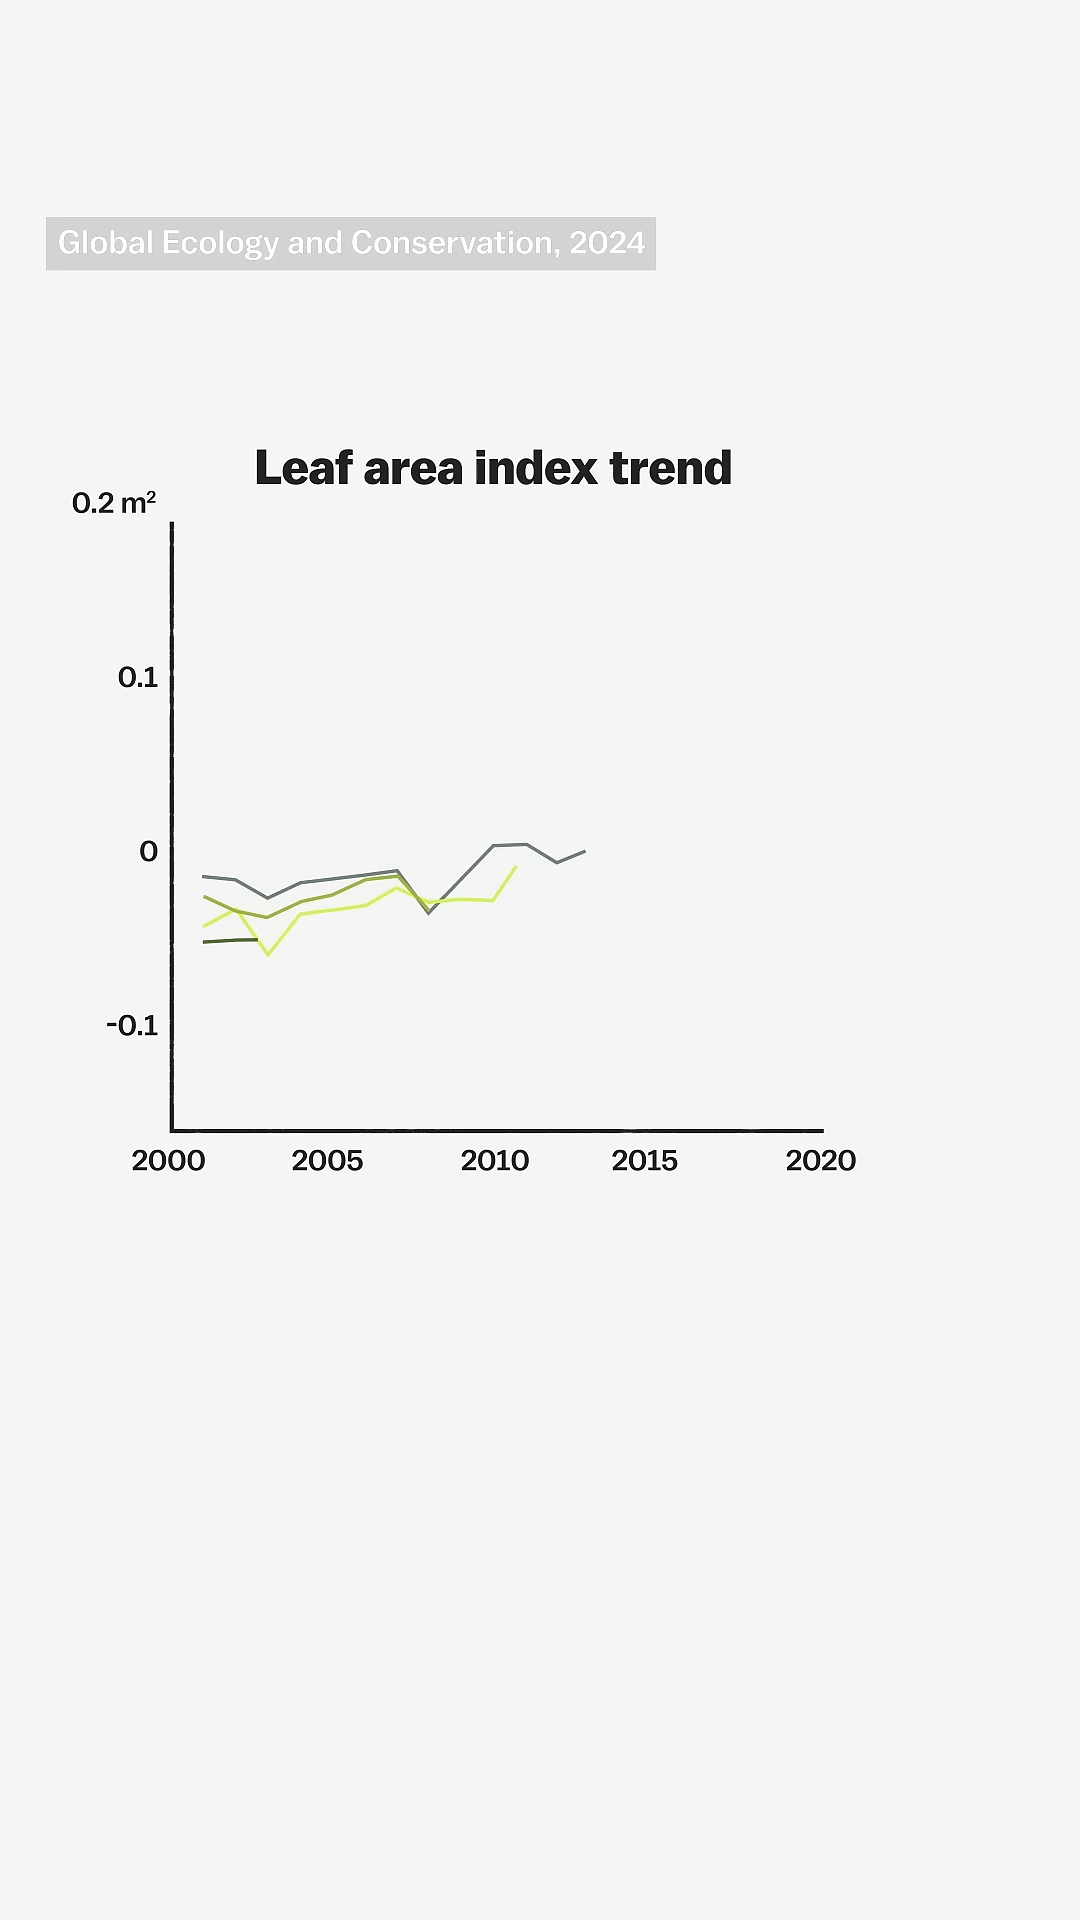 Global Ecology and Conservation, 2024
Leaf area index trend
0.2 m²
0.1
0
-0.1
2000 2005 2010 2015 2020